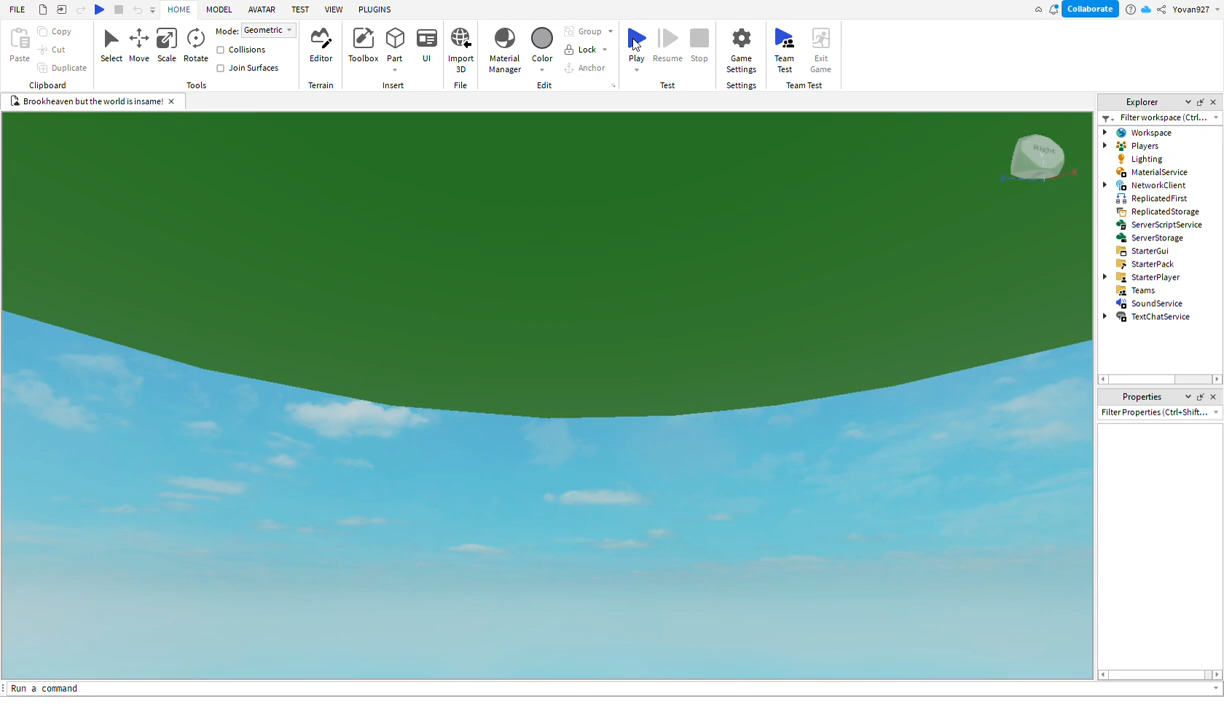 FILE HOME MODEL AVATAR TEST VIEW PLUGINS Collaborate Yovan927
Paste Copy Cut Duplicate Clipboard
Select Move Scale Rotate Mode: Geometric Collisions Join Surfaces Tools
Editor Terrain
Toolbox Part UI Insert
Import 3D File
Material Manager Color Group Lock Anchor Edit
Play Resume Stop Test
Game Settings Settings
Team Test Exit Game Team Test
Brookheaven but the world is insame!
Right
Explorer
Filter workspace (Ctrl...
Workspace
Players
Lighting
MaterialService
NetworkClient
ReplicatedFirst
ReplicatedStorage
ServerScriptService
ServerStorage
StarterGui
StarterPack
StarterPlayer
Teams
SoundService
TextChatService
Properties
Filter Properties (Ctrl+Shift...
Run a command